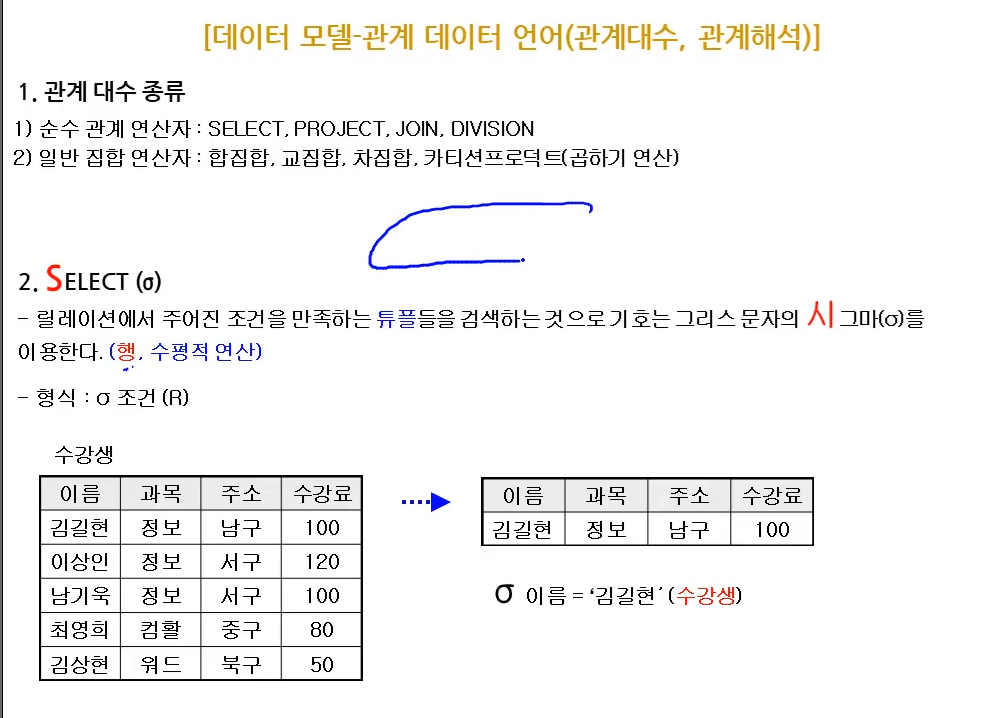 [데이터 모델-관계 데이터 언어(관계대수, 관계해석)]
1. 관계 대수 종류
1) 순수 관계 연산자 : SELECT, PROJECT, JOIN, DIVISION
2) 일반 집합 연산자 : 합집합, 교집합, 차집합, 카티션프로덕트(곱하기 연산)
2. SELECT (σ)
- 릴레이션에서 주어진 조건을 만족하는 튜플들을 검색하는 것으로 기호는 그리스 문자의 시그마(σ)를
이용한다. (행, 수평적 연산)
- 형식 : σ 조건 (R)
수강생
이름 과목 주소 수강료
김길현 정보 남구 100
이상인 정보 서구 120
남기욱 정보 서구 100
최영희 컴활 중구 80
김상현 워드 북구 50
이름 과목 주소 수강료
김길현 정보 남구 100
σ 이름 = ‘김길현’ (수강생)